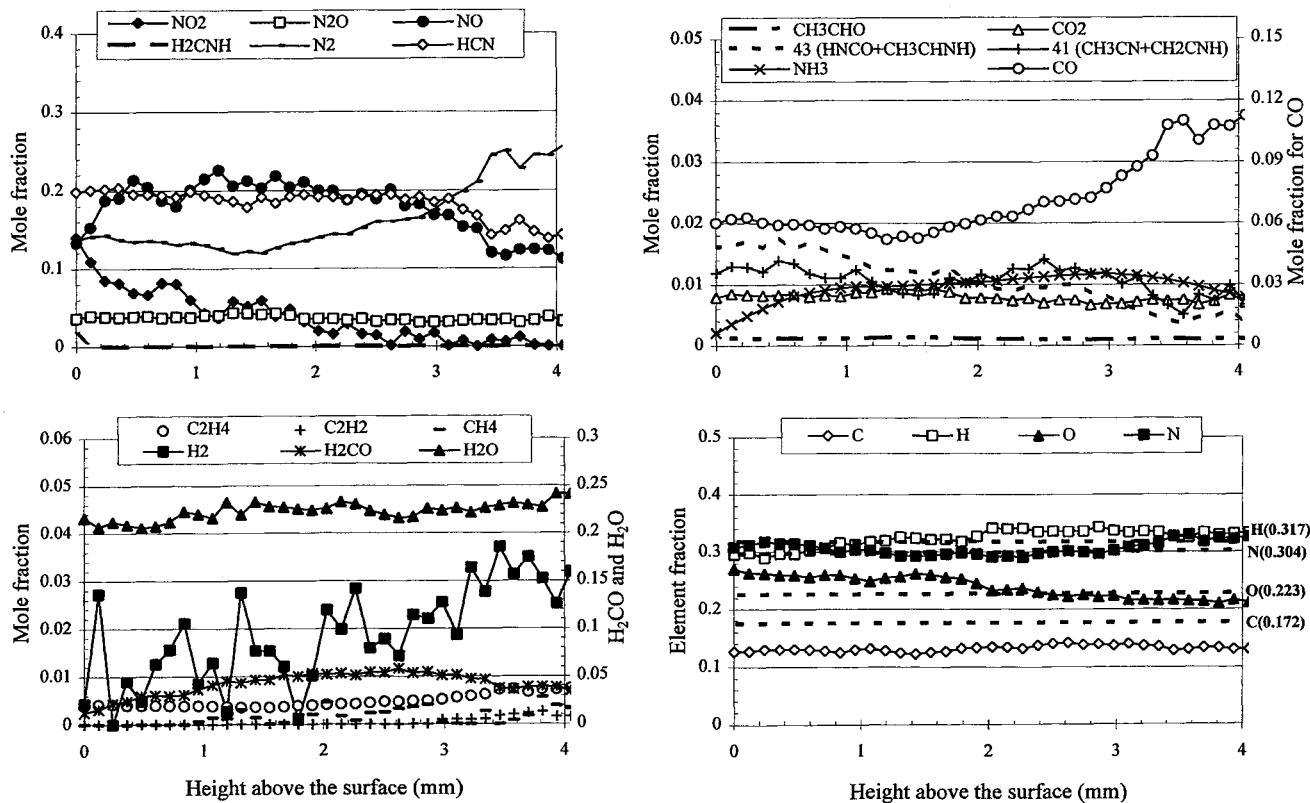 NO2 N2O NO
H2CNH N2 HCN
0.4
0.3
0.2
0.1
0
Mole fraction
0 1 2 3 4
CH3CHO CO2
43 (HNCO+CH3CHNH) 41 (CH3CN+CH2CNH)
NH3 CO
0.05
0.04
0.03
0.02
0.01
0
Mole fraction
0.15
0.12
0.09
0.06
0.03
0
Mole fraction for CO
0 1 2 3 4
C2H4 C2H2 CH4
H2 H2CO H2O
0.06
0.05
0.04
0.03
0.02
0.01
0
Mole fraction
0.3
0.25
0.2
0.15
0.1
0.05
0
H₂CO and H₂O
0 1 2 3 4
Height above the surface (mm)
C H O N
0.5
0.4
0.3
0.2
0.1
0
Element fraction
H(0.317)
N(0.304)
O(0.223)
C(0.172)
0 1 2 3 4
Height above the surface (mm)